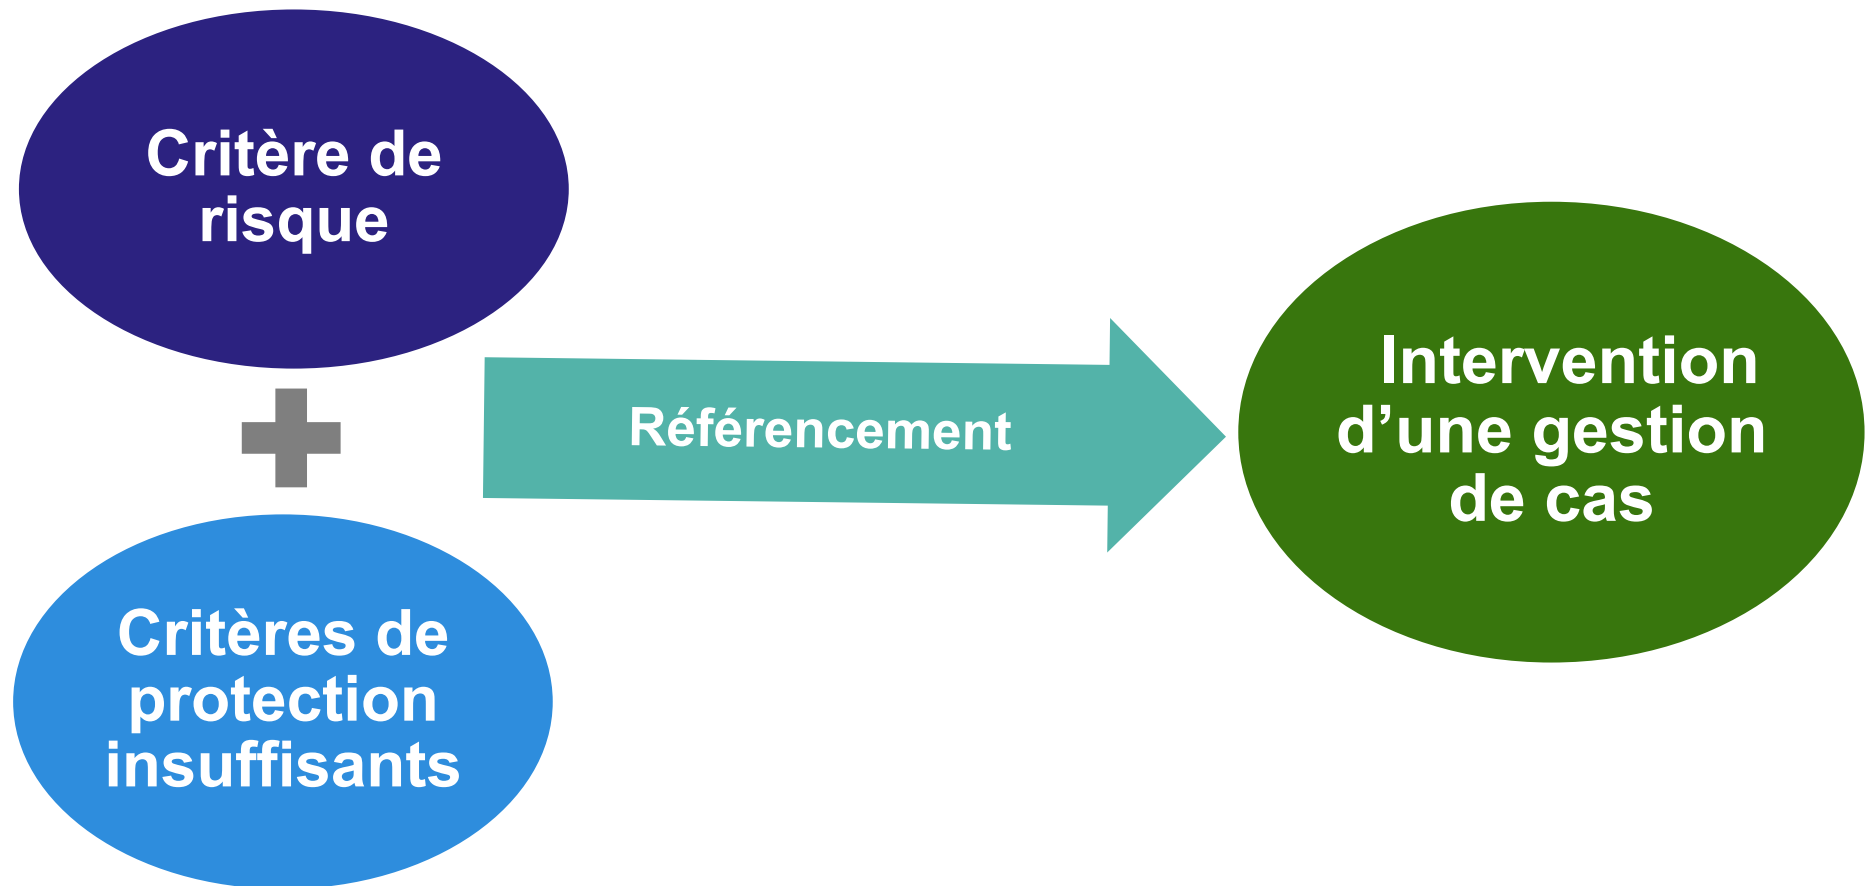 Critère de
risque
Critères de
protection
insuffisants
Référencement
Intervention
d’une gestion
de cas